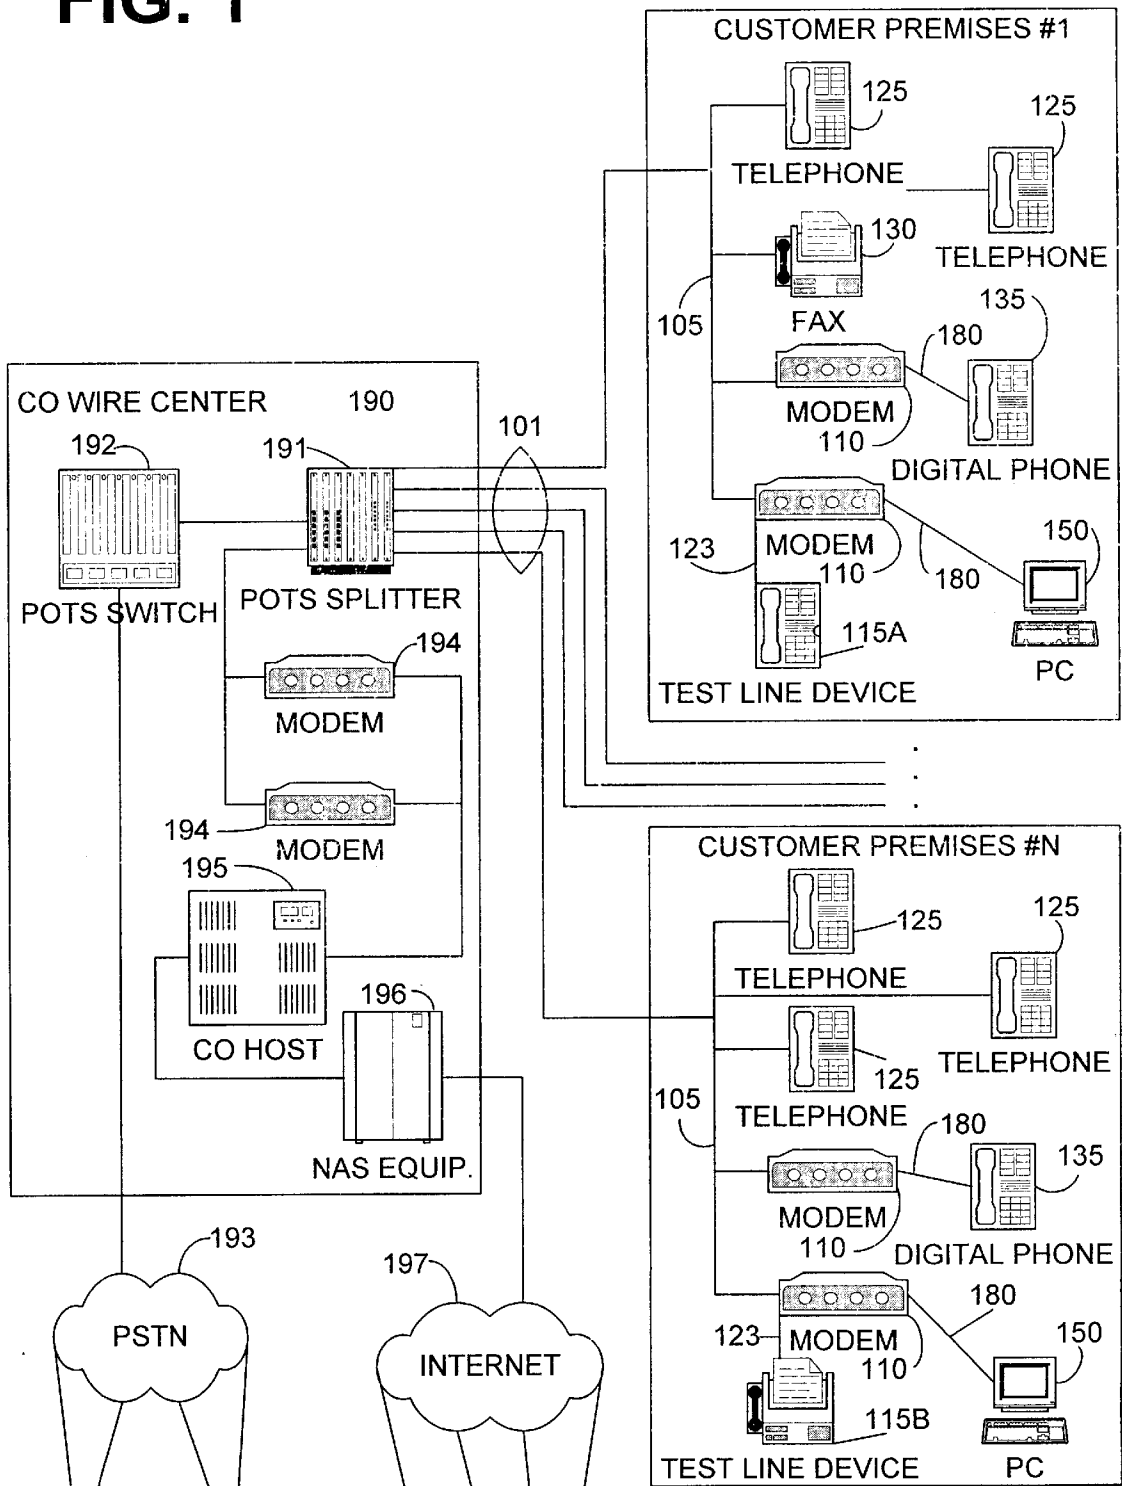 FIG. 1
CUSTOMER PREMISES #1
125
TELEPHONE
125
TELEPHONE
130
FAX
105
135
180
MODEM
110
DIGITAL PHONE
123
MODEM
110
180
150
PC
115A
TEST LINE DEVICE
CO WIRE CENTER 190
192
191
101
POTS SWITCH
POTS SPLITTER
194
MODEM
194
MODEM
195
CO HOST
196
NAS EQUIP.
193
PSTN
197
INTERNET
.
.
.
CUSTOMER PREMISES #N
125
TELEPHONE
125
TELEPHONE
125
TELEPHONE
105
180
135
MODEM
110
DIGITAL PHONE
180
123
MODEM
110
150
115B
TEST LINE DEVICE
PC